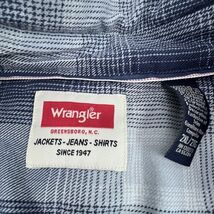 Wrangler
GREENSBORO, N.C.
JACKETS-JEANS-SHIRTS
SINCE 1947